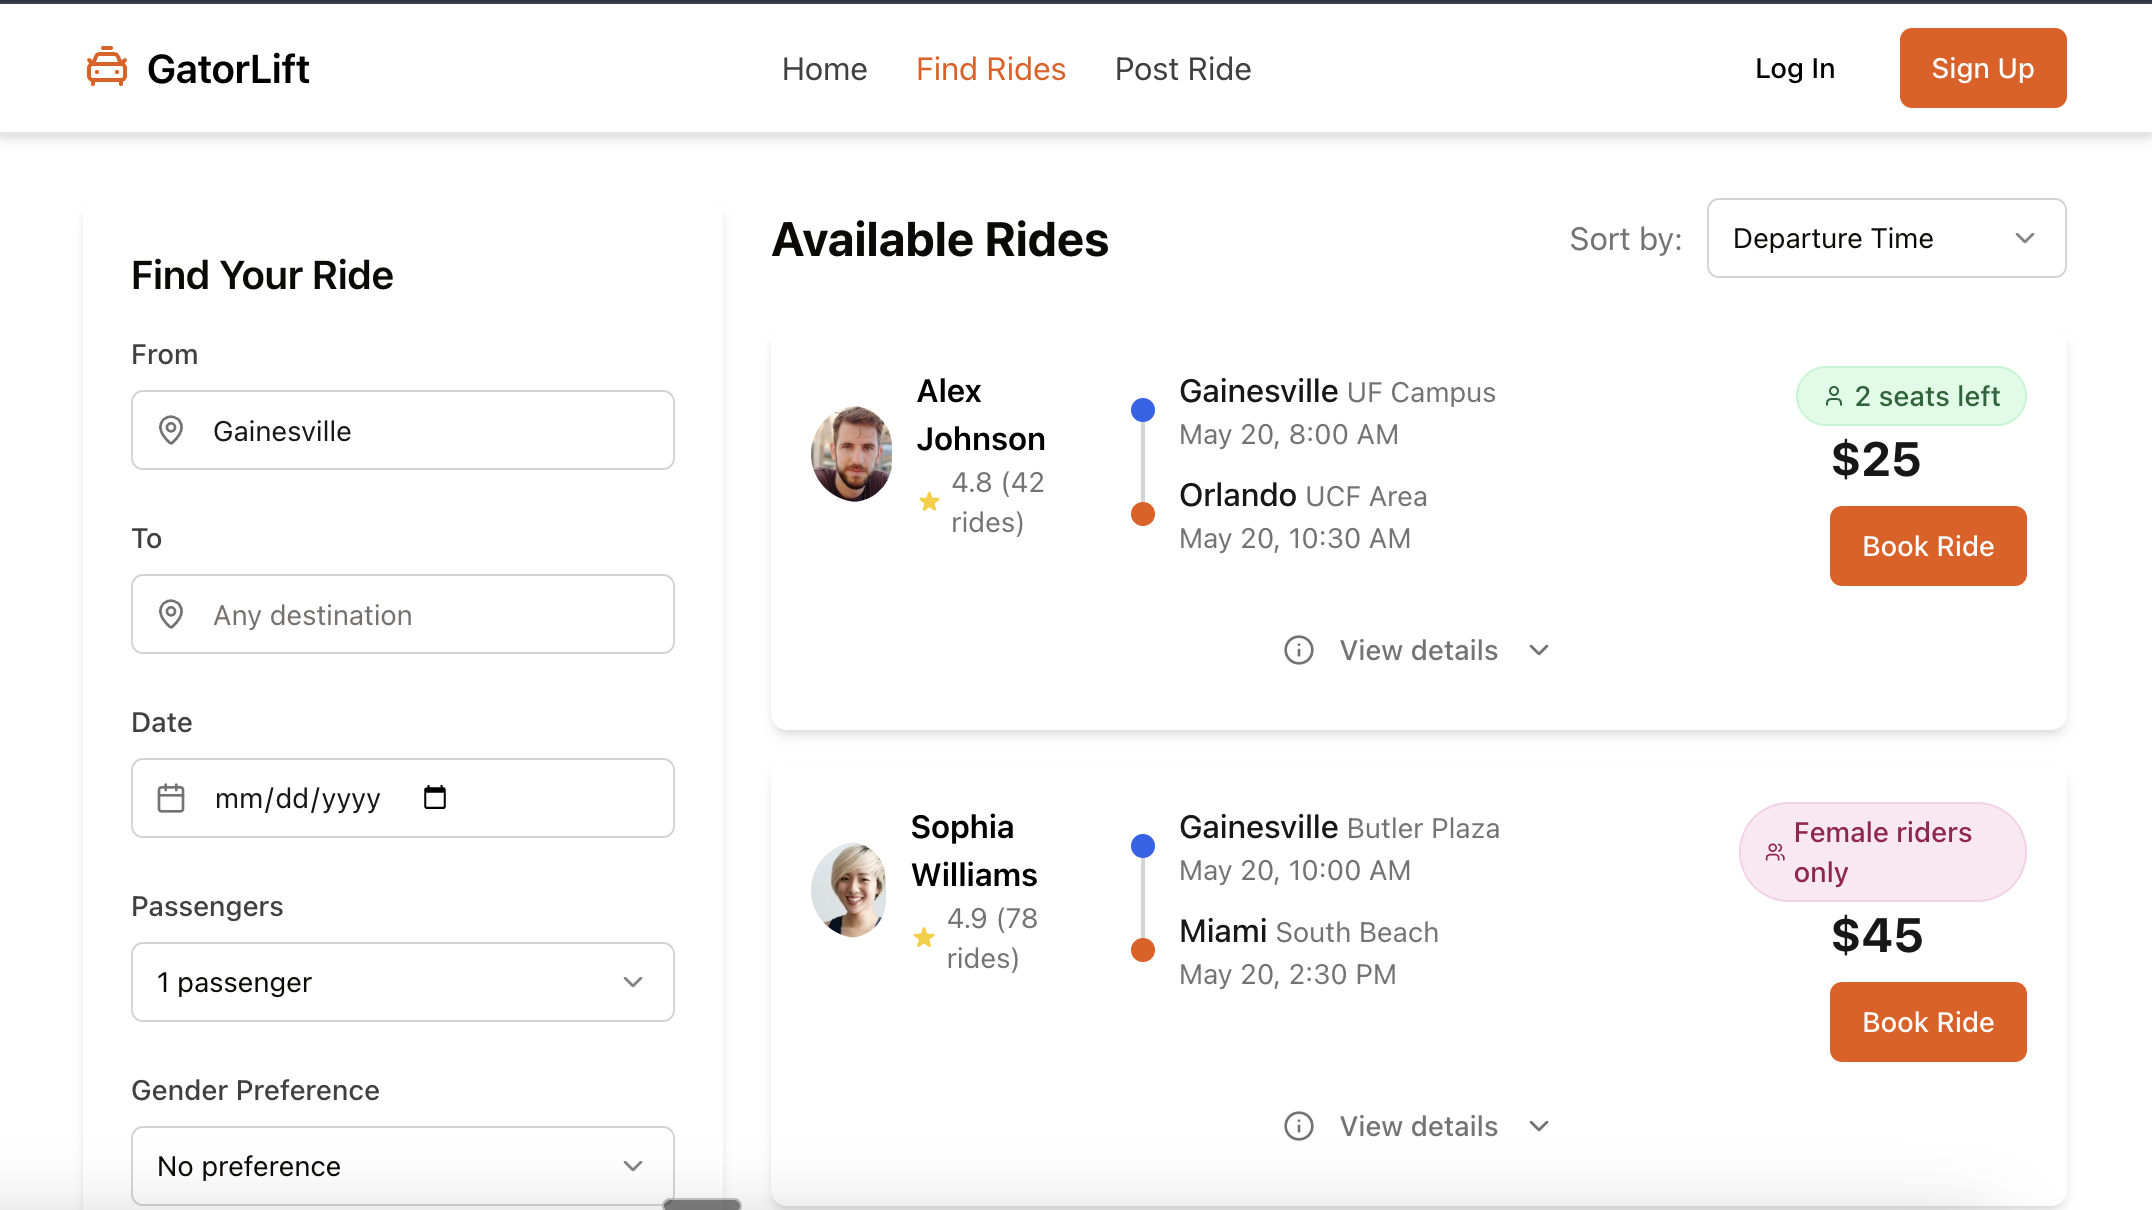 GatorLift
Home
Find Rides
Post Ride
Log In
Sign Up
Find Your Ride
From
Gainesville
To
Any destination
Date
mm/dd/yyyy
Passengers
1 passenger
Gender Preference
No preference
Available Rides
Sort by:
Departure Time
Alex
Johnson
4.8 (42
rides)
Gainesville UF Campus
May 20, 8:00 AM
Orlando UCF Area
May 20, 10:30 AM
2 seats left
$25
Book Ride
View details
Sophia
Williams
4.9 (78
rides)
Gainesville Butler Plaza
May 20, 10:00 AM
Miami South Beach
May 20, 2:30 PM
Female riders
only
$45
Book Ride
View details